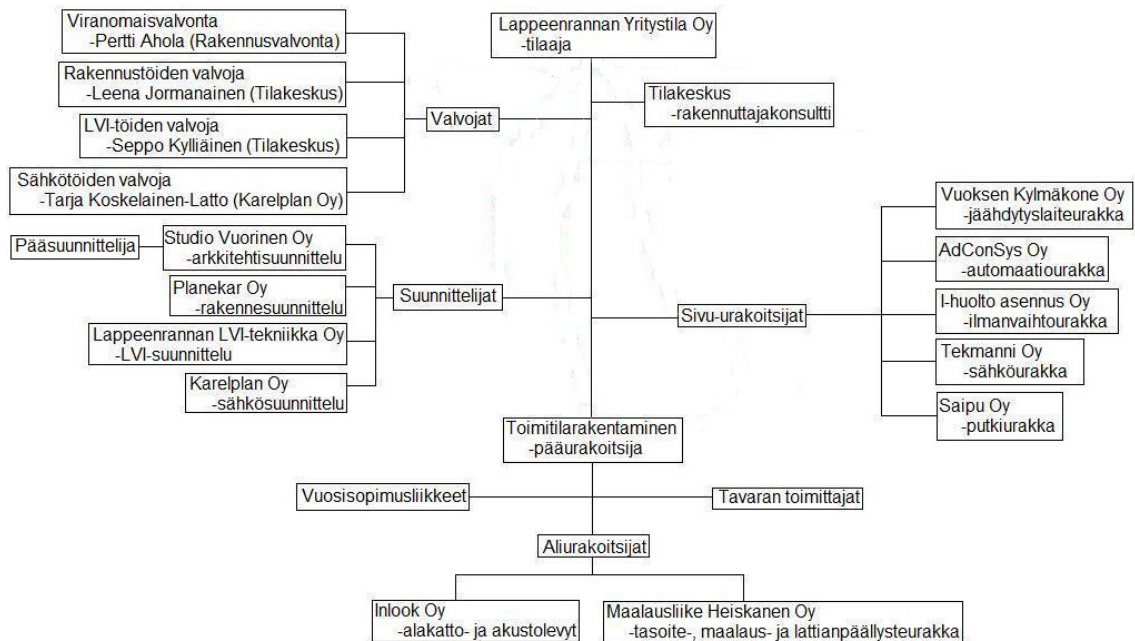 Viranomaisvalvonta
-Pertti Ahola (Rakennusvalvonta)
Rakennustöiden valvoja
-Leena Jormanainen (Tilakeskus)
LVI-töiden valvoja
-Seppo Kylliäinen (Tilakeskus)
Sähkötöiden valvoja
-Tarja Koskelainen-Latto (Karelplan Oy)
Valvojat
Lappeenrannan Yritystila Oy
-tilaaja
Tilakeskus
-rakennuttajakonsultti
Pääsuunnittelija
Studio Vuorinen Oy
-arkkitehtisuunnittelu
Planekar Oy
-rakennesuunnittelu
Lappeenrannan LVI-tekniikka Oy
-LVI-suunnittelu
Karelplan Oy
-sähkösuunnittelu
Suunnittelijat
Sivu-urakoitsijat
Vuoksen Kylmäkone Oy
-jäähdytyslaiteurakka
AdConSys Oy
-automaatiourakka
I-huolto asennus Oy
-ilmanvaihtourakka
Tekmanni Oy
-sähköurakka
Saipu Oy
-putkiurakka
Toimitilarakentaminen
-pääurakoitsija
Vuosisopimusliikkeet
Tavaran toimittajat
Aliurakoitsijat
Inlook Oy
-alakatto- ja akustolevyt
Maalausliike Heiskanen Oy
-tasoite-, maalaus- ja lattianpäällysteurakka